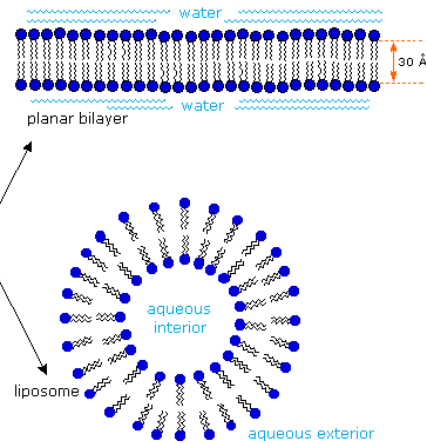 water
30 Å
water
planar bilayer
aqueous
interior
liposome
aqueous exterior